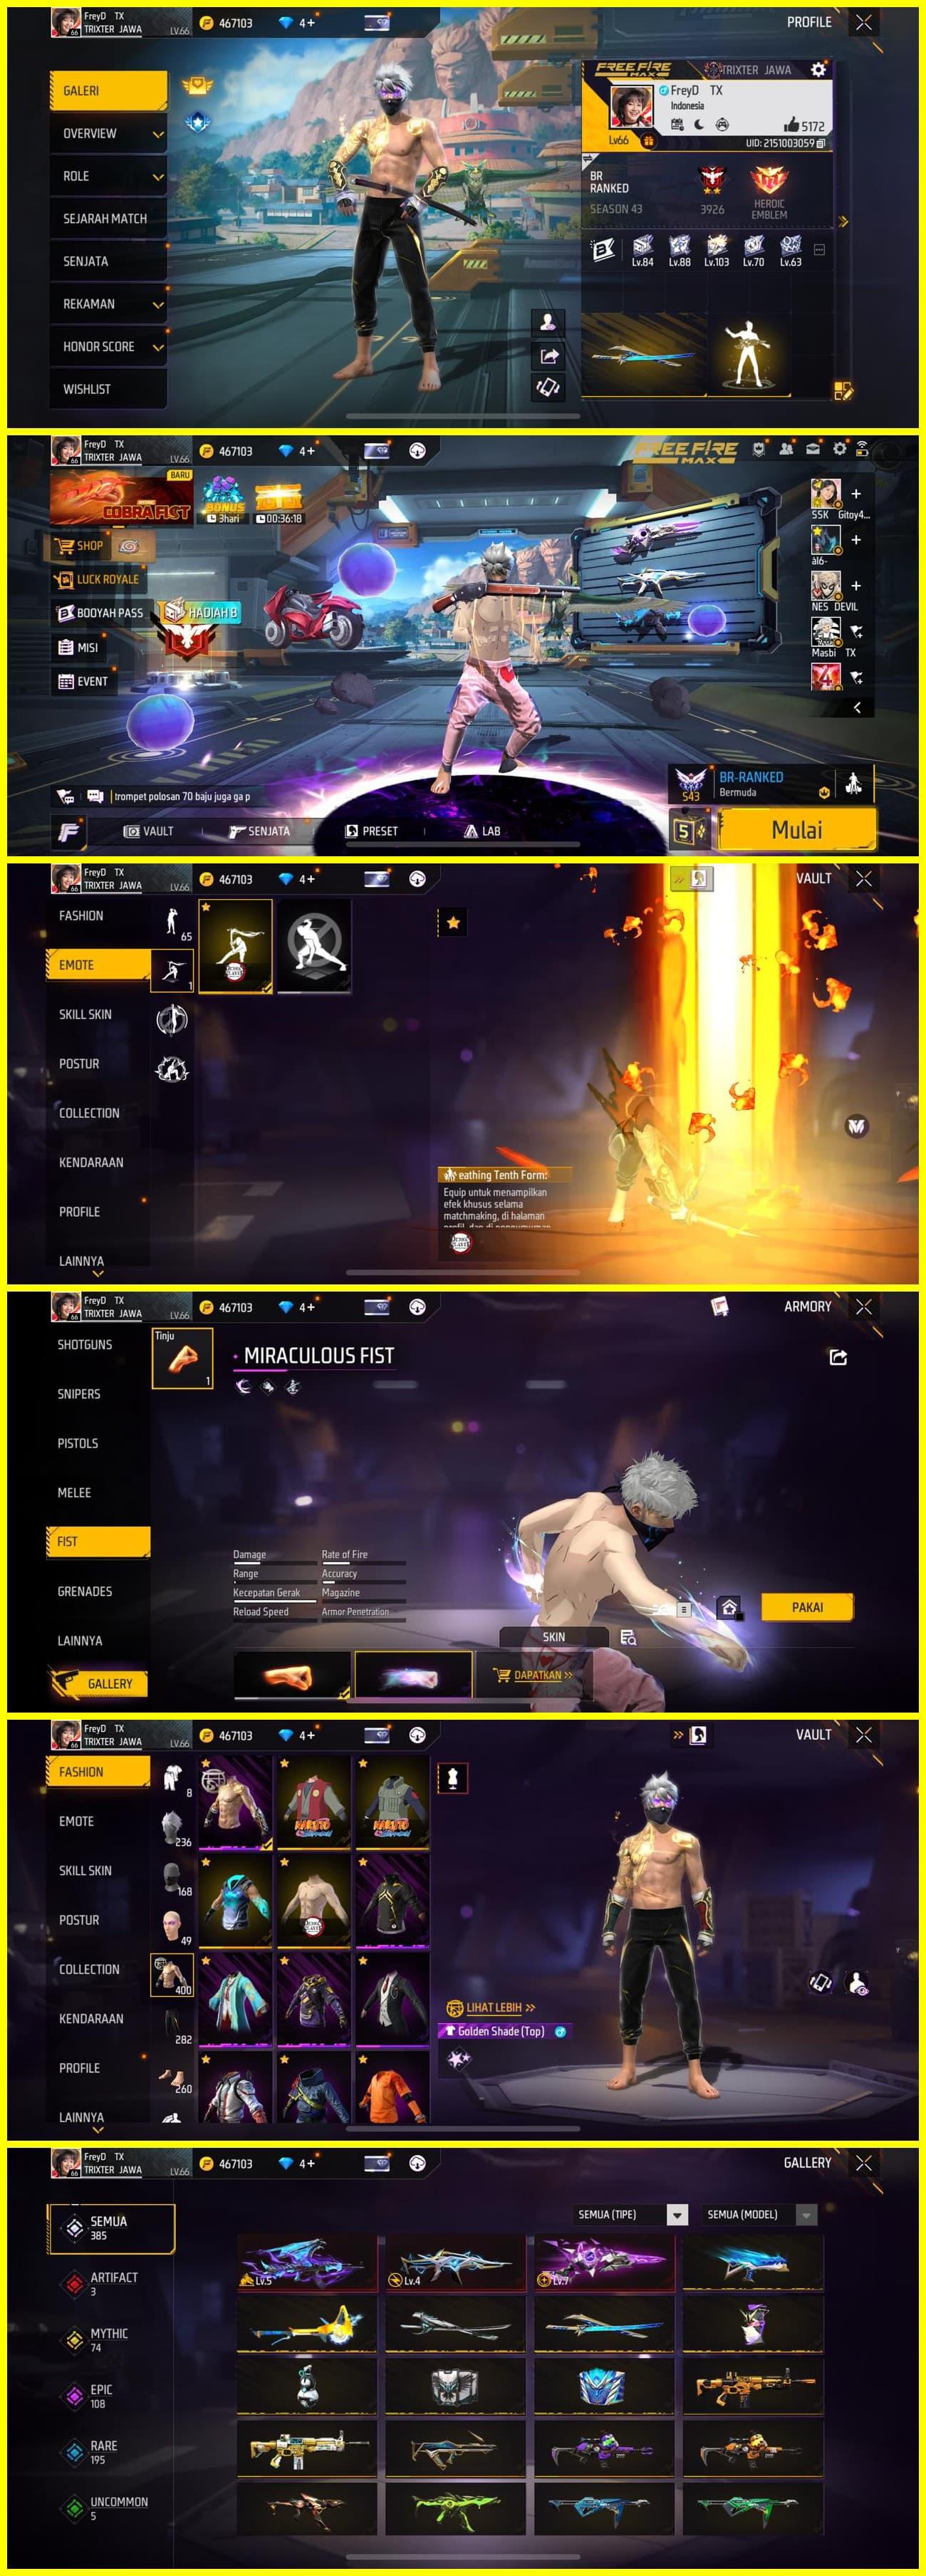 FreyD TX
TRIXTER JAWA
LV.66
467103
4+
PROFILE
GALERI
OVERVIEW
ROLE
SEJARAH MATCH
SENJATA
REKAMAN
HONOR SCORE
WISHLIST
FREE FIRE
MAX
TRIXTER JAWA
FreyD TX
Indonesia
5172
Lv66
UID: 2151003059
BR
RANKED
SEASON 43
3926
HEROIC
EMBLEM
Lv.84
Lv.88
Lv.103
Lv.70
Lv.63
FreyD TX
TRIXTER JAWA
LV.66
467103
4+
FREE FIRE
MAX
BARU
COBRA FIST
BONUS
3hari
00:36:18
SHOP
LUCK ROYALE
BOOYAH PASS
HADIAH B
MISI
EVENT
SSK Gitoy4...
āl6-
NES DEVIL
Masbi TX
trompet polosan 70 baju juga ga p
543
BR-RANKED
Bermuda
VAULT
SENJATA
PRESET
LAB
5
Mulai
FreyD TX
TRIXTER JAWA
LV.66
467103
4+
VAULT
FASHION
EMOTE
SKILL SKIN
POSTUR
COLLECTION
KENDARAAN
PROFILE
LAINNYA
65
1
eathing Tenth Form:
Equip untuk menampilkan
efek khusus selama
matchmaking, di halaman
profil, dan di pengumuman
FreyD TX
TRIXTER JAWA
LV.66
467103
4+
ARMORY
SHOTGUNS
SNIPERS
PISTOLS
MELEE
FIST
GRENADES
LAINNYA
GALLERY
Tinju
1
MIRACULOUS FIST
Damage
Rate of Fire
Range
Accuracy
Kecepatan Gerak
Magazine
Reload Speed
Armor Penetration
PAKAI
SKIN
DAPATKAN >>
FreyD TX
TRIXTER JAWA
LV.66
467103
4+
VAULT
FASHION
EMOTE
SKILL SKIN
POSTUR
COLLECTION
KENDARAAN
PROFILE
LAINNYA
8
236
168
49
400
282
260
NARUTO
NARUTO
LIHAT LEBIH >>
Golden Shade (Top)
FreyD TX
TRIXTER JAWA
LV.66
467103
4+
GALLERY
SEMUA
385
ARTIFACT
3
MYTHIC
74
EPIC
108
RARE
195
UNCOMMON
5
SEMUA (TIPE)
SEMUA (MODEL)
Lv.5
Lv.4
Lv.7